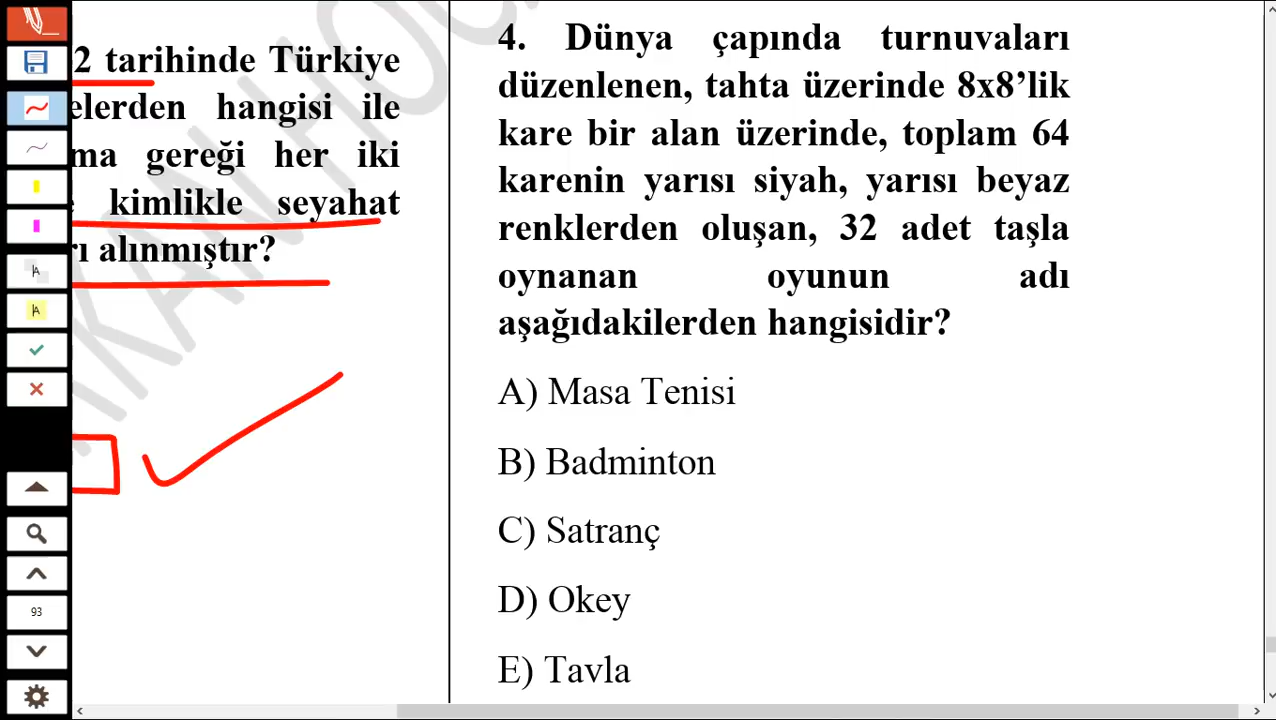 2 tarihinde Türkiye
elerden hangisi ile
ma gereği her iki
kimlikle seyahat
rı alınmıştır?
4. Dünya çapında turnuvaları
düzenlenen, tahta üzerinde 8x8’lik
kare bir alan üzerinde, toplam 64
karenin yarısı siyah, yarısı beyaz
renklerden oluşan, 32 adet taşla
oynanan oyunun adı
aşağıdakilerden hangisidir?
A) Masa Tenisi
B) Badminton
C) Satranç
D) Okey
E) Tavla
93